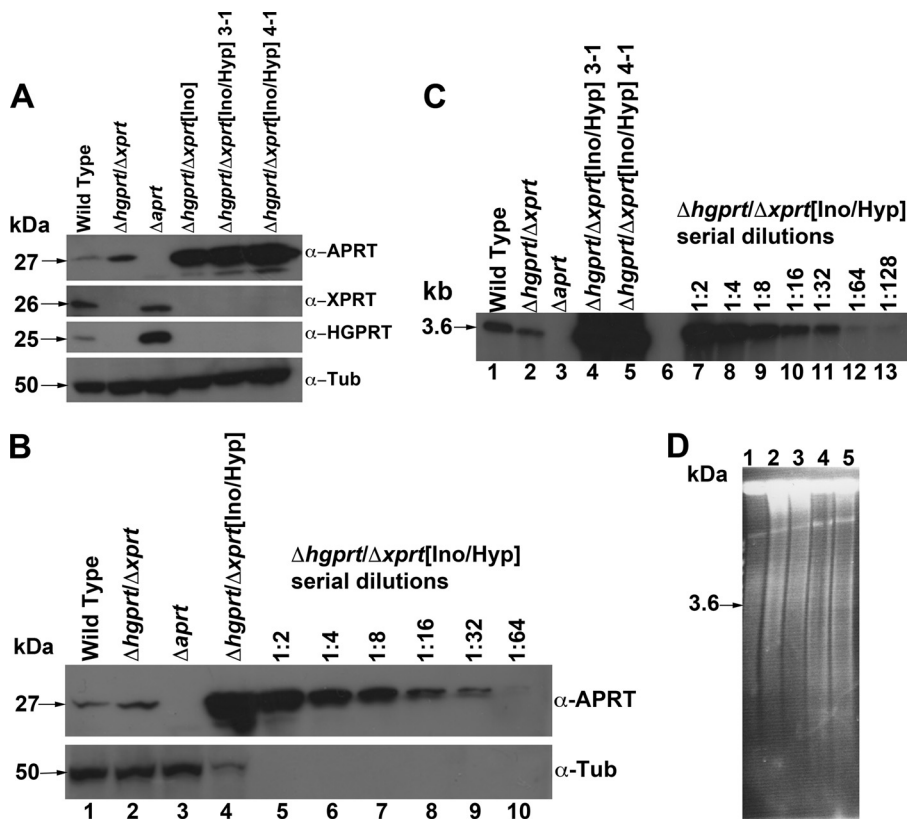 A
Wild Type
Δhgprt/Δxprt
Δaprt
Δhgprt/Δxprt[Ino]
Δhgprt/Δxprt[Ino/Hyp] 3-1
Δhgprt/Δxprt[Ino/Hyp] 4-1
kDa
27
α–APRT
26
α–XPRT
25
α–HGPRT
50
α–Tub
B
Wild Type
Δhgprt/Δxprt
Δaprt
Δhgprt/Δxprt[Ino/Hyp]
Δhgprt/Δxprt[Ino/Hyp]
serial dilutions
1:2
1:4
1:8
1:16
1:32
1:64
kDa
27
α-APRT
50
α-Tub
1 2 3 4 5 6 7 8 9 10
C
Wild Type
Δhgprt/Δxprt
Δaprt
Δhgprt/Δxprt[Ino/Hyp] 3-1
Δhgprt/Δxprt[Ino/Hyp] 4-1
Δhgprt/Δxprt[Ino/Hyp]
serial dilutions
1:2
1:4
1:8
1:16
1:32
1:64
1:128
kb
3.6
1 2 3 4 5 6 7 8 9 10 11 12 13
D
1 2 3 4 5
kDa
3.6